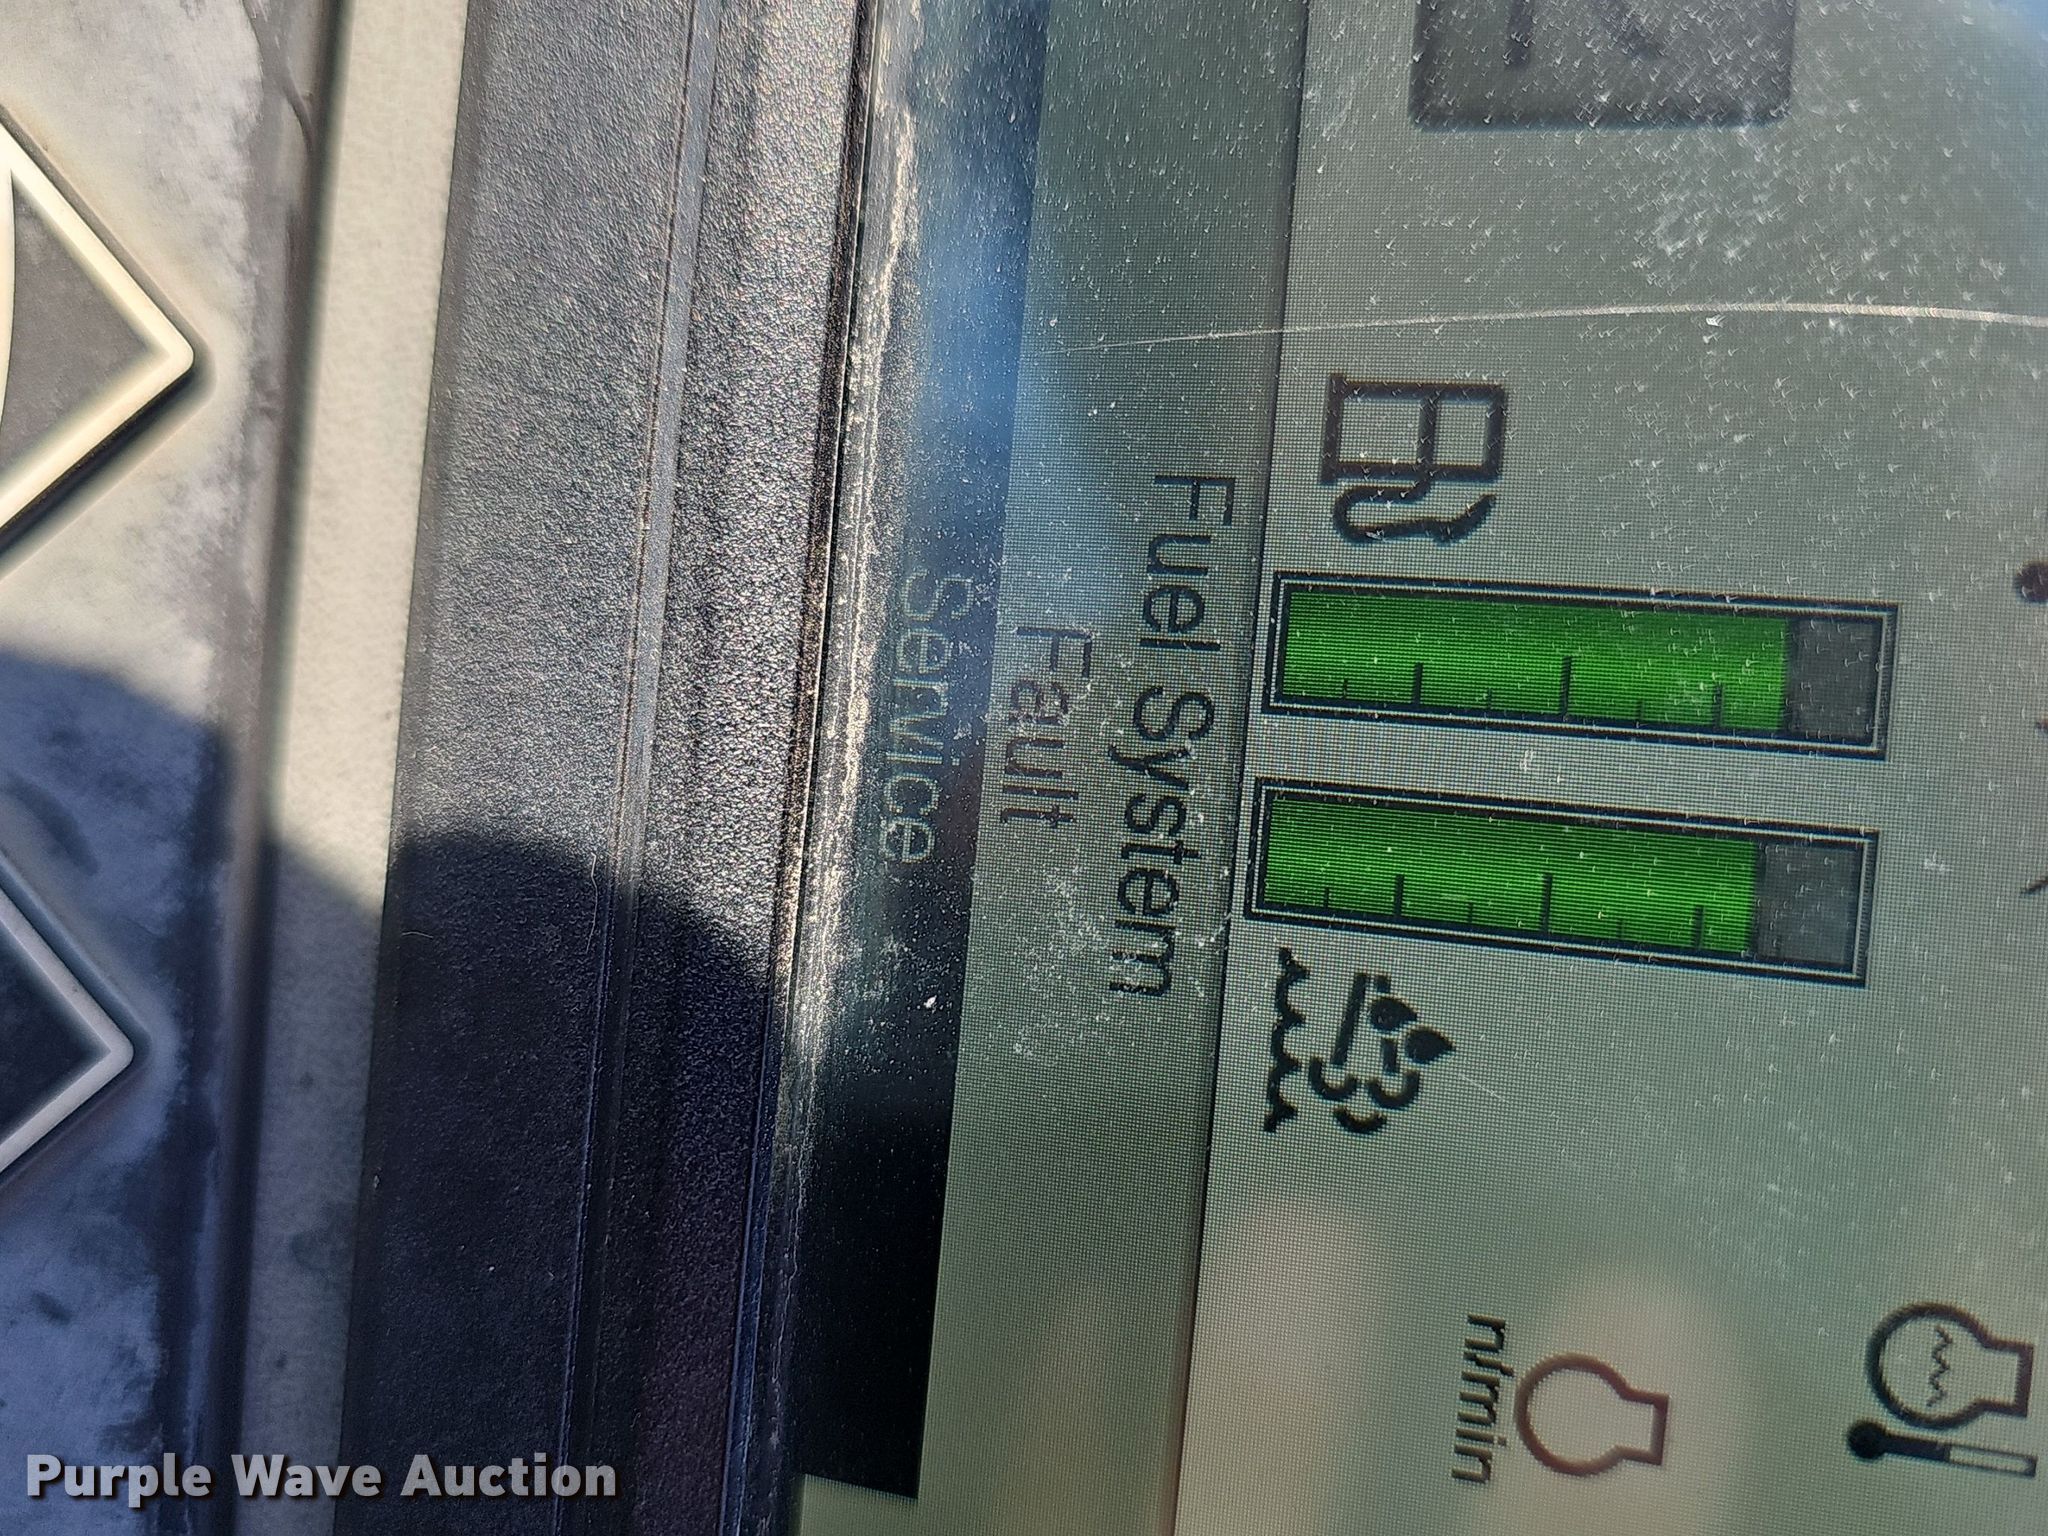 n/min
Fuel System
Fault
Service
Purple Wave Auction